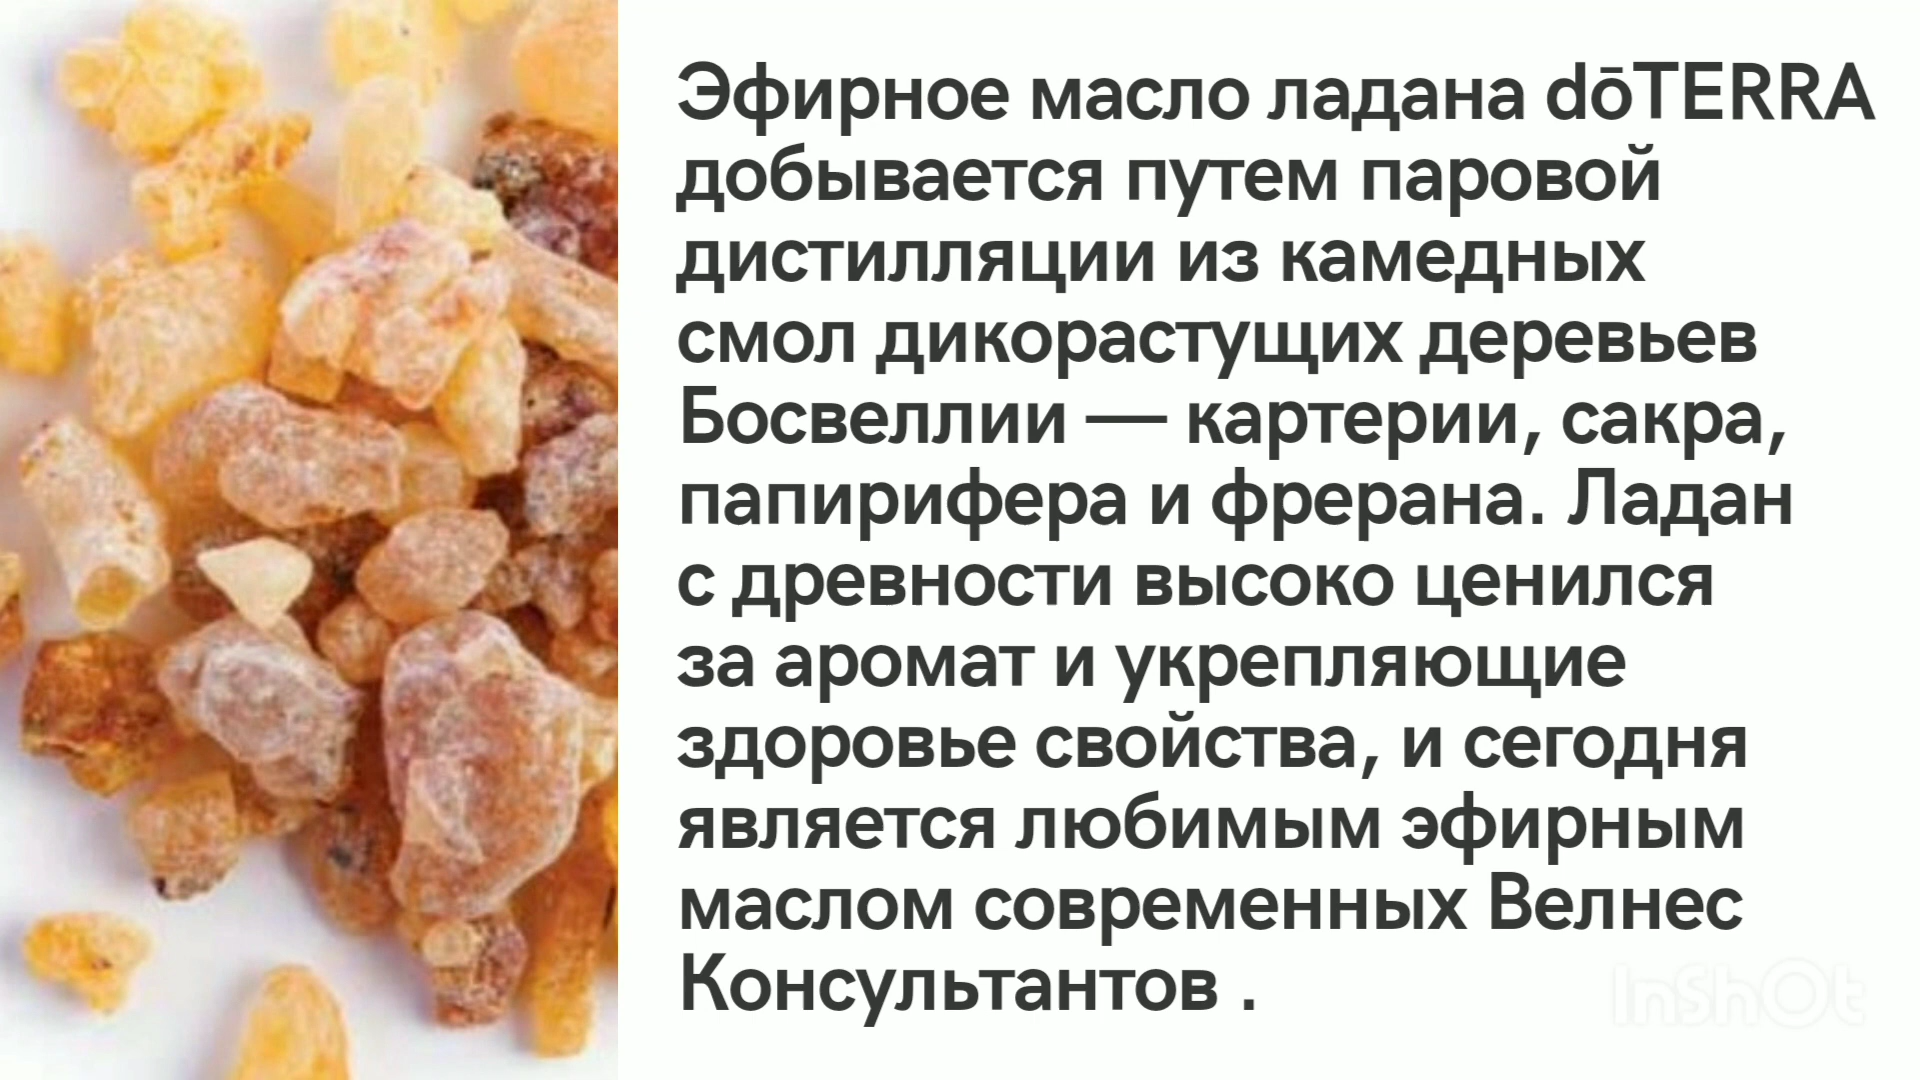 Эфирное масло ладана dōTERRA
добывается путем паровой
дистилляции из камедных
смол дикорастущих деревьев
Босвеллии — картерии, сакра,
папирифера и фрерана. Ладан
с древности высоко ценился
за аромат и укрепляющие
здоровье свойства, и сегодня
является любимым эфирным
маслом современных Велнес
Консультантов .
InShOt